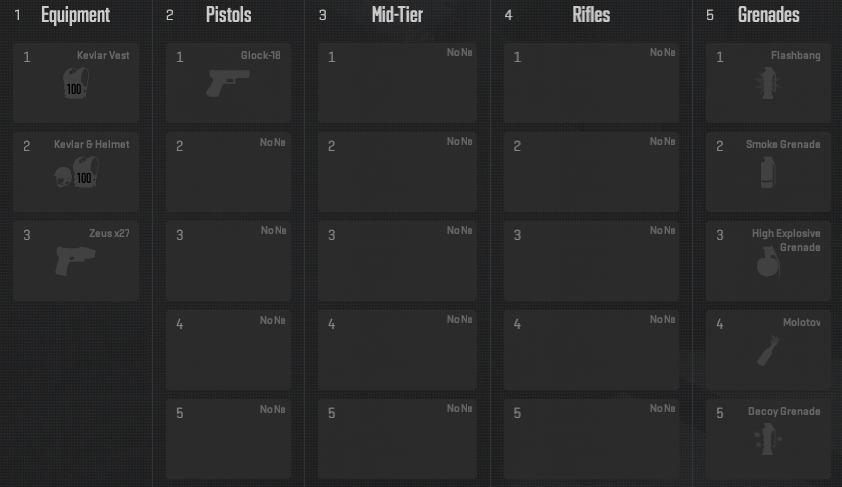 1 Equipment
1 Kevlar Vest
100
2 Kevlar & Helmet
100
3 Zeus x27
2 Pistols
1 Glock-18
2 No Na
3 No Na
4 No Na
5 No Na
3 Mid-Tier
1 No Na
2 No Na
3 No Na
4 No Na
5 No Na
4 Rifles
1 No Na
2 No Na
3 No Na
4 No Na
5 No Na
5 Grenades
1 Flashbang
2 Smoke Grenade
3 High Explosive
Grenade
4 Molotov
5 Decoy Grenade